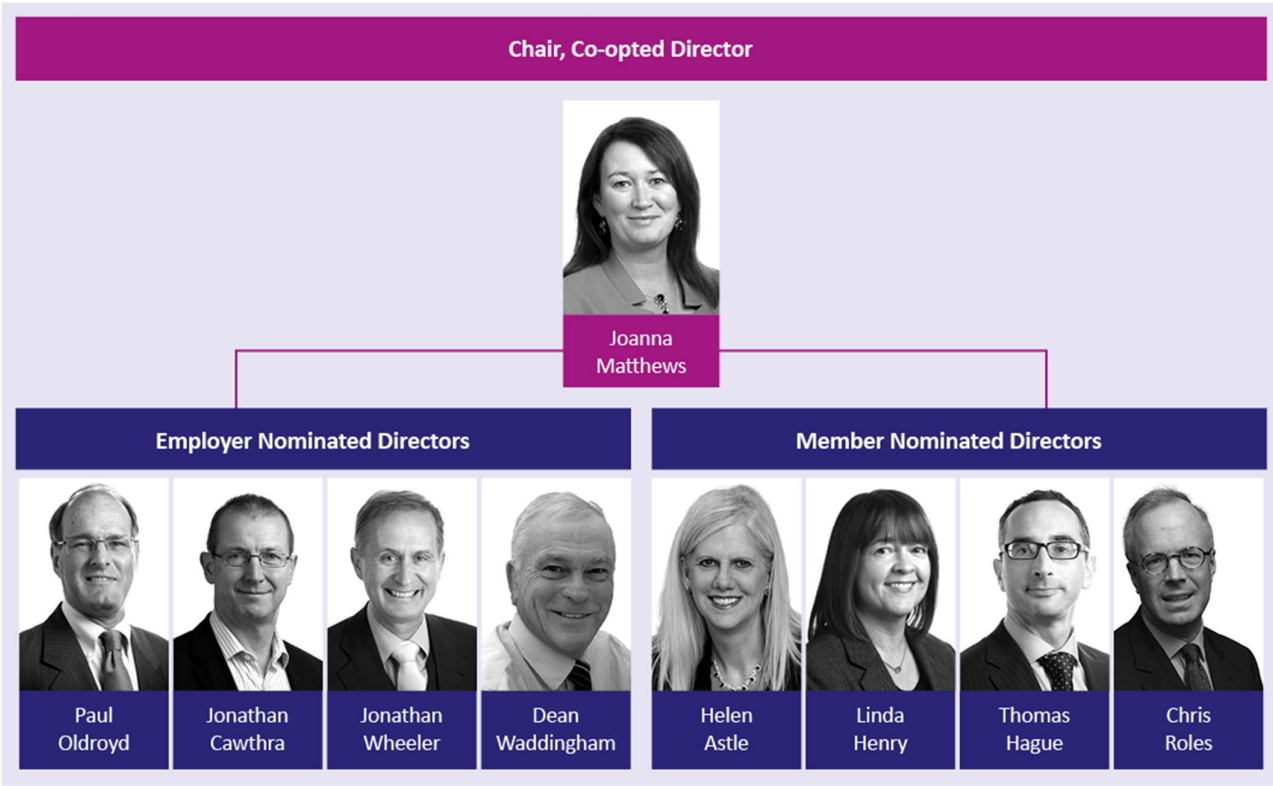 Chair, Co-opted Director
Joanna
Matthews
Employer Nominated Directors
Member Nominated Directors
Paul
Oldroyd
Jonathan
Cawthra
Jonathan
Wheeler
Dean
Waddingham
Helen
Astle
Linda
Henry
Thomas
Hague
Chris
Roles